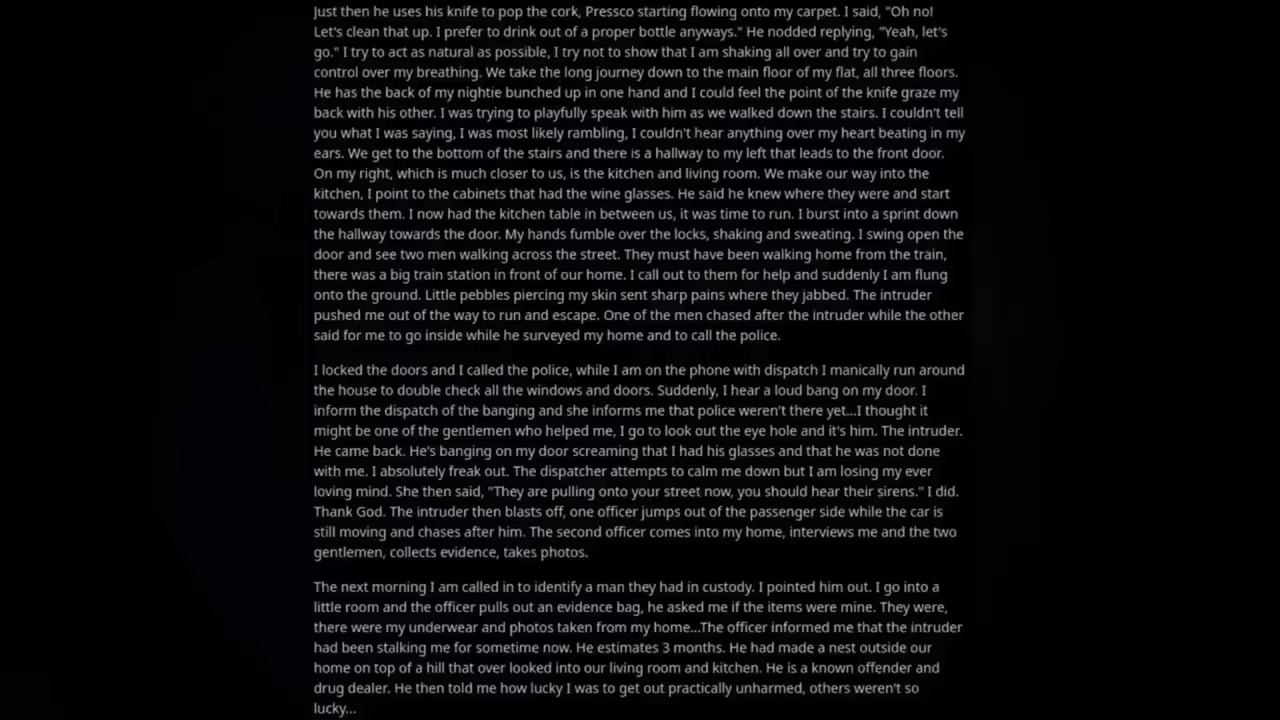 Just then he uses his knife to pop the cork, Pressco starting flowing onto my carpet. I said, "Oh no!
Let's clean that up. I prefer to drink out of a proper bottle anyways." He nodded replying, "Yeah, let's
go." I try to act as natural as possible, I try not to show that I am shaking all over and try to gain
control over my breathing. We take the long journey down to the main floor of my flat, all three floors.
He has the back of my nightie bunched up in one hand and I could feel the point of the knife graze my
back with his other. I was trying to playfully speak with him as we walked down the stairs. I couldn't tell
you what I was saying, I was most likely rambling, I couldn't hear anything over my heart beating in my
ears. We get to the bottom of the stairs and there is a hallway to my left that leads to the front door.
On my right, which is much closer to us, is the kitchen and living room. We make our way into the
kitchen, I point to the cabinets that had the wine glasses. He said he knew where they were and start
towards them. I now had the kitchen table in between us, it was time to run. I burst into a sprint down
the hallway towards the door. My hands fumble over the locks, shaking and sweating. I swing open the
door and see two men walking across the street. They must have been walking home from the train,
there was a big train station in front of our home. I call out to them for help and suddenly I am flung
onto the ground. Little pebbles piercing my skin sent sharp pains where they jabbed. The intruder
pushed me out of the way to run and escape. One of the men chased after the intruder while the other
said for me to go inside while he surveyed my home and to call the police.
I locked the doors and I called the police, while I am on the phone with dispatch I manically run around
the house to double check all the windows and doors. Suddenly, I hear a loud bang on my door. I
inform the dispatch of the banging and she informs me that police weren't there yet...I thought it
might be one of the gentlemen who helped me, I go to look out the eye hole and it's him. The intruder.
He came back. He's banging on my door screaming that I had his glasses and that he was not done
with me. I absolutely freak out. The dispatcher attempts to calm me down but I am losing my ever
loving mind. She then said, "They are pulling onto your street now, you should hear their sirens." I did.
Thank God. The intruder then blasts off, one officer jumps out of the passenger side while the car is
still moving and chases after him. The second officer comes into my home, interviews me and the two
gentlemen, collects evidence, takes photos.
The next morning I am called in to identify a man they had in custody. I pointed him out. I go into a
little room and the officer pulls out an evidence bag, he asked me if the items were mine. They were,
there were my underwear and photos taken from my home...The officer informed me that the intruder
had been stalking me for sometime now. He estimates 3 months. He had made a nest outside our
home on top of a hill that over looked into our living room and kitchen. He is a known offender and
drug dealer. He then told me how lucky I was to get out practically unharmed, others weren't so
lucky...